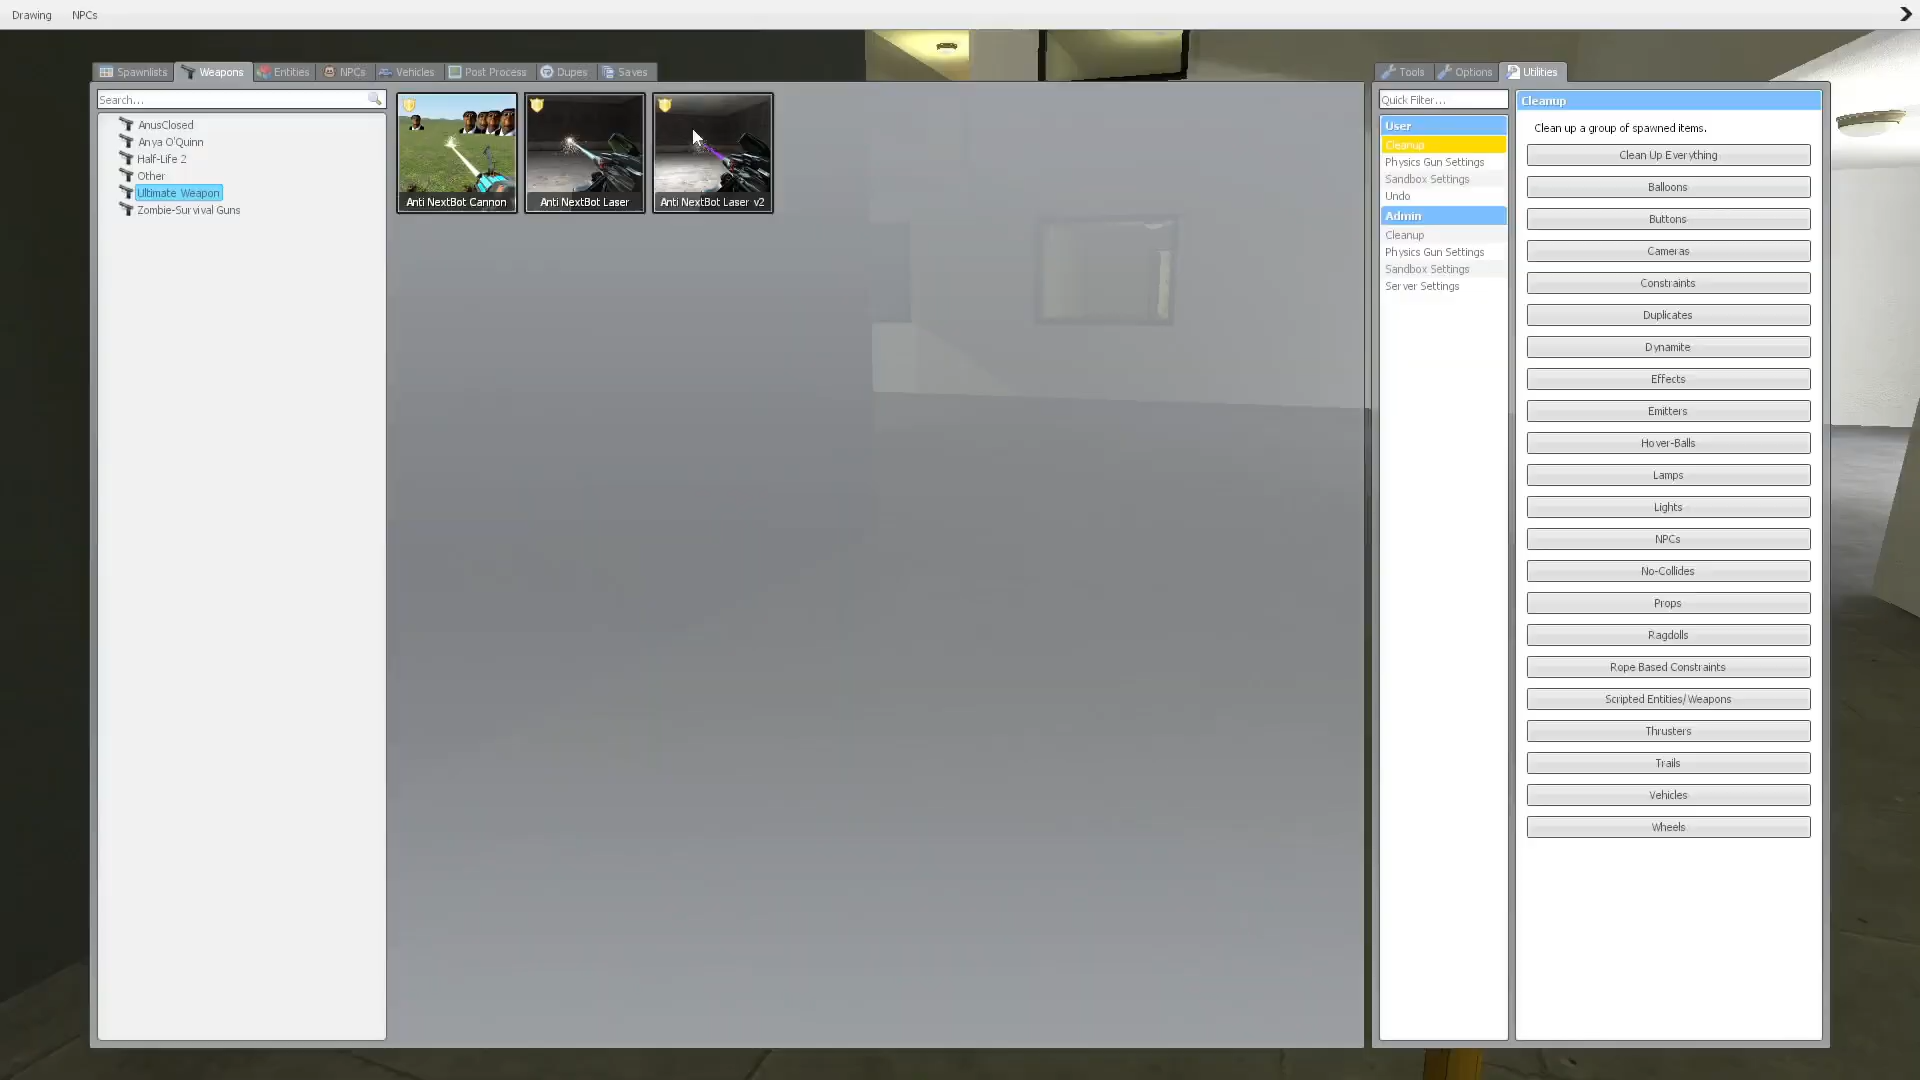 Drawing NPCs
Spawnlists Weapons Entities NPCs Vehicles Post Process Dupes Saves
Tools Options Utilities
Search...
AnusClosed
Anya O'Quinn
Half-Life 2
Other
Ultimate Weapon
Zombie-Survival Guns
Anti NextBot Cannon
Anti NextBot Laser
Anti NextBot Laser v2
Quick Filter...
User
Cleanup
Physics Gun Settings
Sandbox Settings
Undo
Admin
Cleanup
Physics Gun Settings
Sandbox Settings
Server Settings
Cleanup
Clean up a group of spawned items.
Clean Up Everything
Balloons
Buttons
Cameras
Constraints
Duplicates
Dynamite
Effects
Emitters
Hover-Balls
Lamps
Lights
NPCs
No-Collides
Props
Ragdolls
Rope Based Constraints
Scripted Entities/Weapons
Thrusters
Trails
Vehicles
Wheels